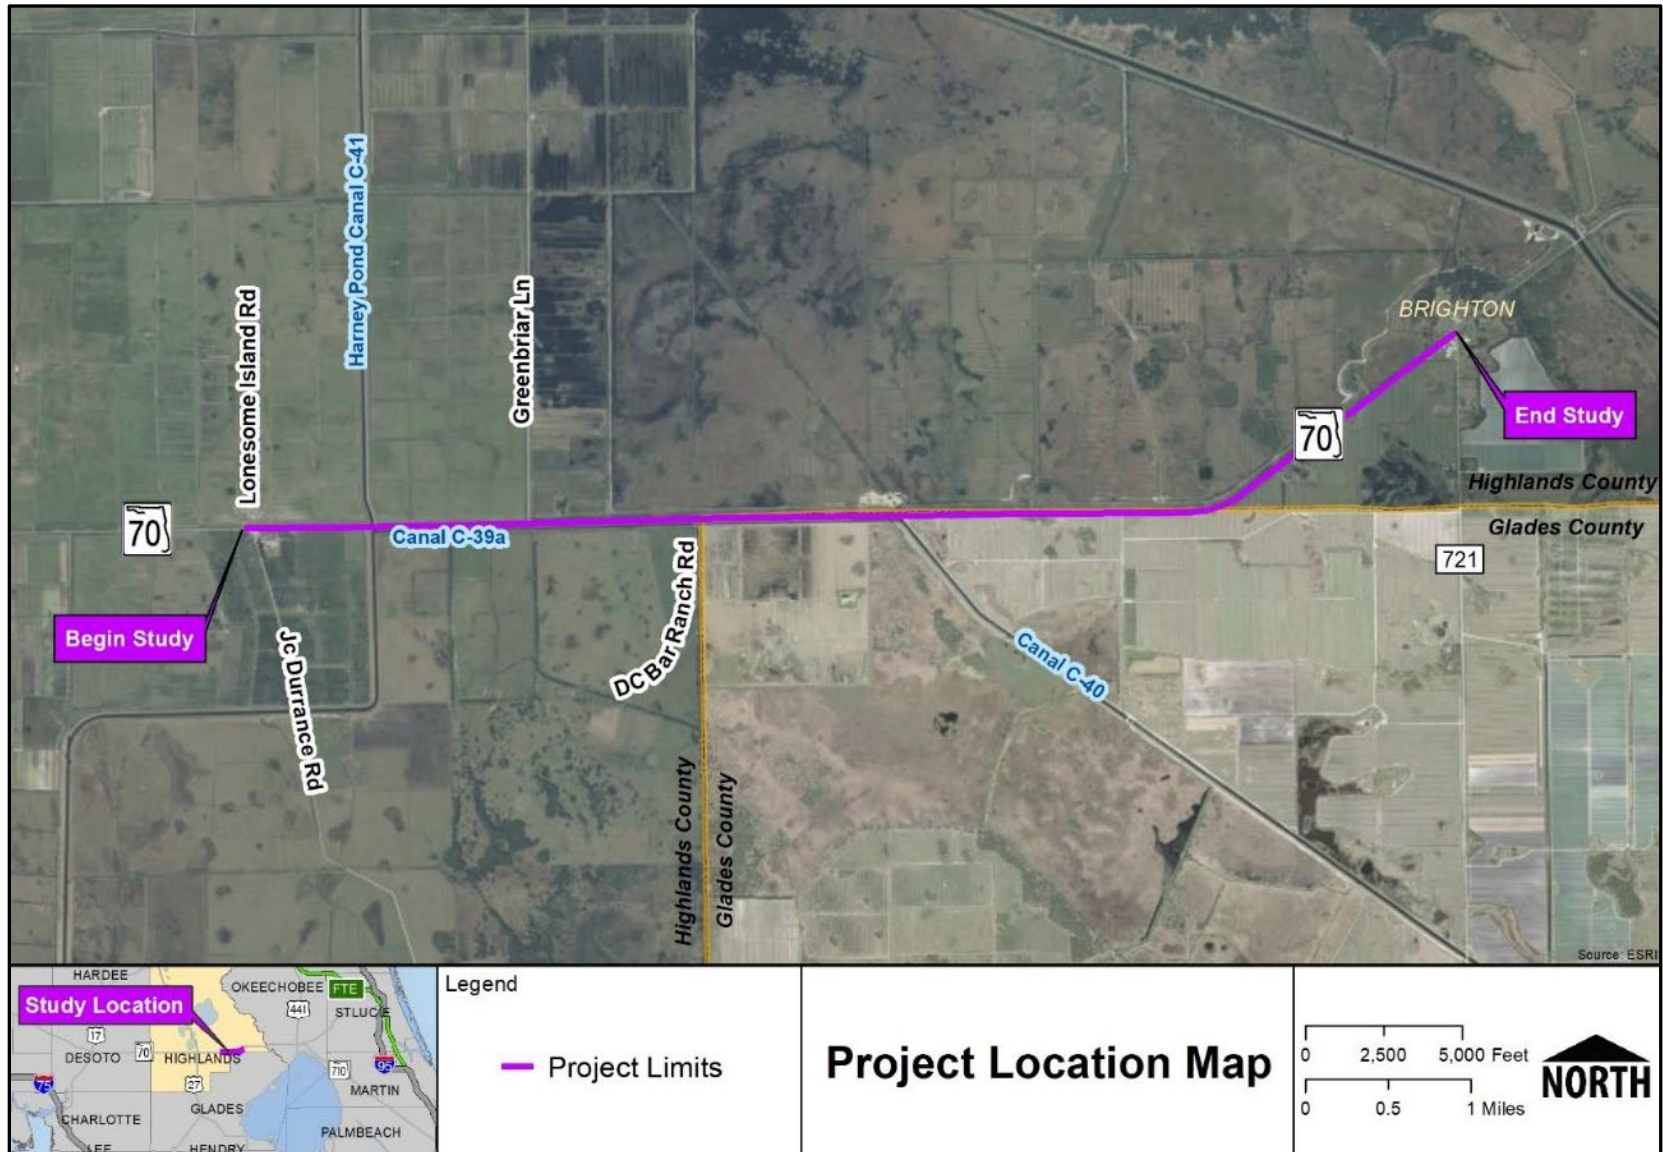 Harney Pond Canal C-41
Lonesome Island Rd
Greenbriar Ln
BRIGHTON
End Study
70
Highlands County
Glades County
70
Canal C-39a
721
Begin Study
Jc Durrance Rd
DC Bar Ranch Rd
Canal C-40
Highlands County
Glades County
Source: ESRI
HARDEE
Study Location
OKEECHOBEE
FTE
441
STLUCIE
17
DESOTO
70
HIGHLANDS
27
710
95
75
MARTIN
GLADES
CHARLOTTE
PALMBEACH
LEE
HENDRY
Legend
Project Limits
Project Location Map
0 2,500 5,000 Feet
0 0.5 1 Miles
NORTH